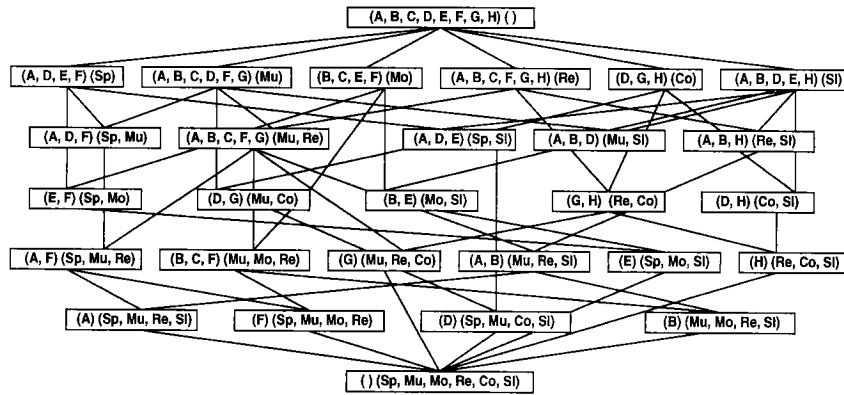 (A, B, C, D, E, F, G, H) ( )
(A, D, E, F) (Sp) (A, B, C, D, F, G) (Mu) (B, C, E, F) (Mo) (A, B, C, F, G, H) (Re) (D, G, H) (Co) (A, B, D, E, H) (Sl)
(A, D, F) (Sp, Mu) (A, B, C, F, G) (Mu, Re) (A, D, E) (Sp, Sl) (A, B, D) (Mu, Sl) (A, B, H) (Re, Sl)
(E, F) (Sp, Mo) (D, G) (Mu, Co) (B, E) (Mo, Sl) (G, H) (Re, Co) (D, H) (Co, Sl)
(A, F) (Sp, Mu, Re) (B, C, F) (Mu, Mo, Re) (G) (Mu, Re, Co) (A, B) (Mu, Re, Sl) (E) (Sp, Mo, Sl) (H) (Re, Co, Sl)
(A) (Sp, Mu, Re, Sl) (F) (Sp, Mu, Mo, Re) (D) (Sp, Mu, Co, Sl) (B) (Mu, Mo, Re, Sl)
( ) (Sp, Mu, Mo, Re, Co, Sl)